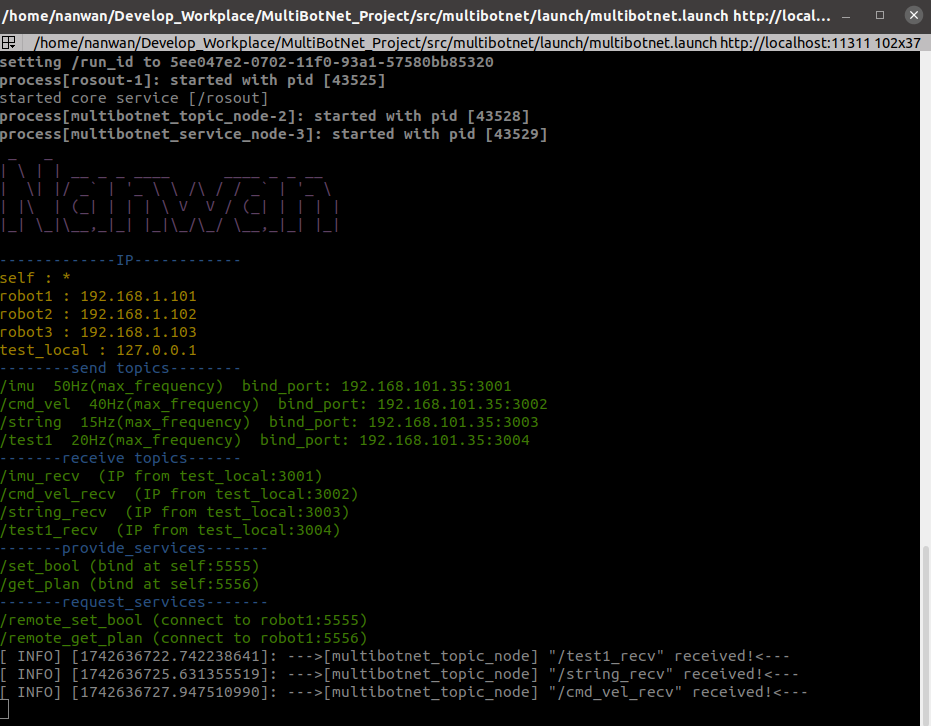 /home/nanwan/Develop_Workplace/MultiBotNet_Project/src/multibotnet/launch/multibotnet.launch http://local...
/home/nanwan/Develop_Workplace/MultiBotNet_Project/src/multibotnet/launch/multibotnet.launch http://localhost:11311 102x37
setting /run_id to 5ee047e2-0702-11f0-93a1-57580bb85320
process[rosout-1]: started with pid [43525]
started core service [/rosout]
process[multibotnet_topic_node-2]: started with pid [43528]
process[multibotnet_service_node-3]: started with pid [43529]
Nanwan
-------------IP------------
self : *
robot1 : 192.168.1.101
robot2 : 192.168.1.102
robot3 : 192.168.1.103
test_local : 127.0.0.1
--------send topics--------
/imu  50Hz(max_frequency)  bind_port: 192.168.101.35:3001
/cmd_vel  40Hz(max_frequency)  bind_port: 192.168.101.35:3002
/string  15Hz(max_frequency)  bind_port: 192.168.101.35:3003
/test1  20Hz(max_frequency)  bind_port: 192.168.101.35:3004
-------receive topics------
/imu_recv  (IP from test_local:3001)
/cmd_vel_recv  (IP from test_local:3002)
/string_recv  (IP from test_local:3003)
/test1_recv  (IP from test_local:3004)
-------provide_services-------
/set_bool (bind at self:5555)
/get_plan (bind at self:5556)
-------request_services-------
/remote_set_bool (connect to robot1:5555)
/remote_get_plan (connect to robot1:5556)
[ INFO] [1742636722.742238641]: --->[multibotnet_topic_node] "/test1_recv" received!<---
[ INFO] [1742636725.631355519]: --->[multibotnet_topic_node] "/string_recv" received!<---
[ INFO] [1742636727.947510990]: --->[multibotnet_topic_node] "/cmd_vel_recv" received!<---